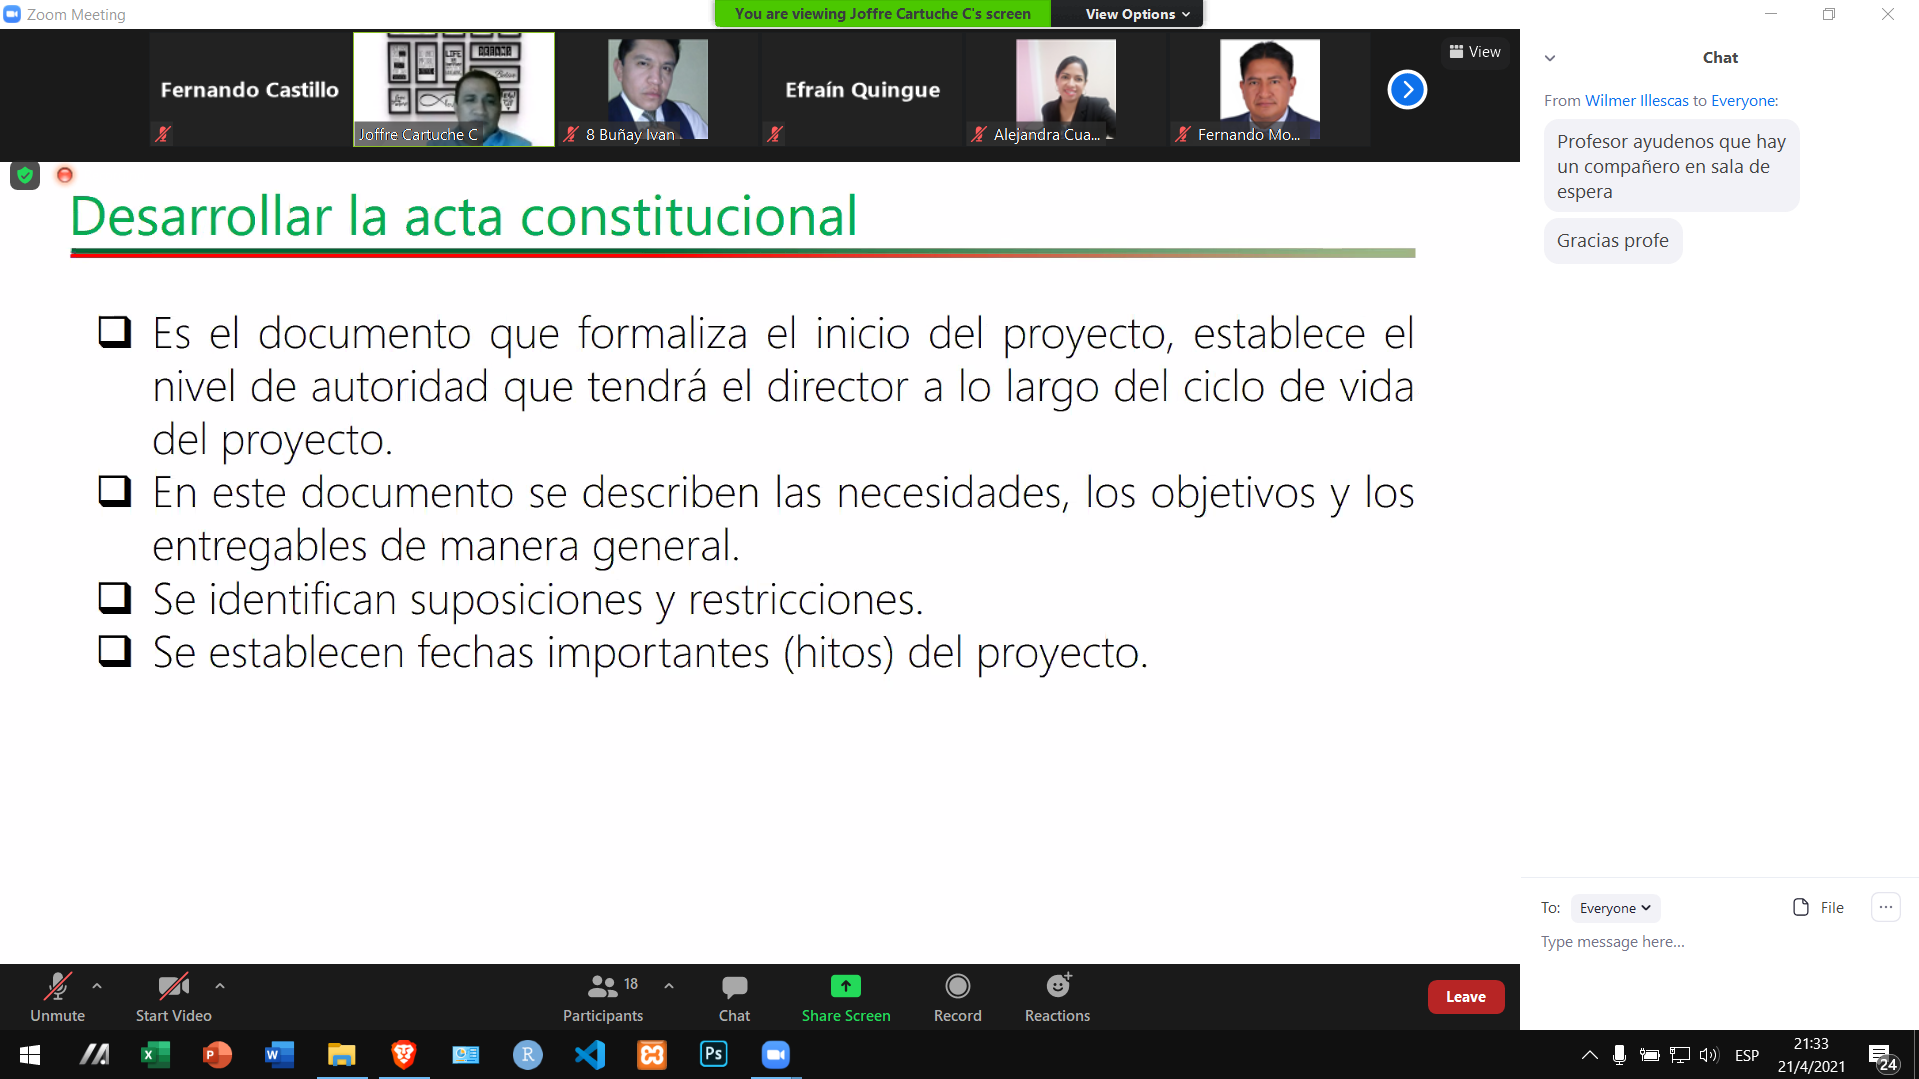 Zoom Meeting
You are viewing Joffre Cartuche C's screen
View Options
Fernando Castillo
Joffre Cartuche C
8 Buñay Ivan
Efraín Quingue
Alejandra Cua...
Fernando Mo...
View
Desarrollar la acta constitucional
Es el documento que formaliza el inicio del proyecto, establece el
nivel de autoridad que tendrá el director a lo largo del ciclo de vida
del proyecto.
En este documento se describen las necesidades, los objetivos y los
entregables de manera general.
Se identifican suposiciones y restricciones.
Se establecen fechas importantes (hitos) del proyecto.
Chat
From Wilmer Illescas to Everyone:
Profesor ayudenos que hay
un compañero en sala de
espera
Gracias profe
To: Everyone
File
Type message here...
Unmute
Start Video
18
Participants
Chat
Share Screen
Record
Reactions
Leave
ESP
21:33
21/4/2021
24